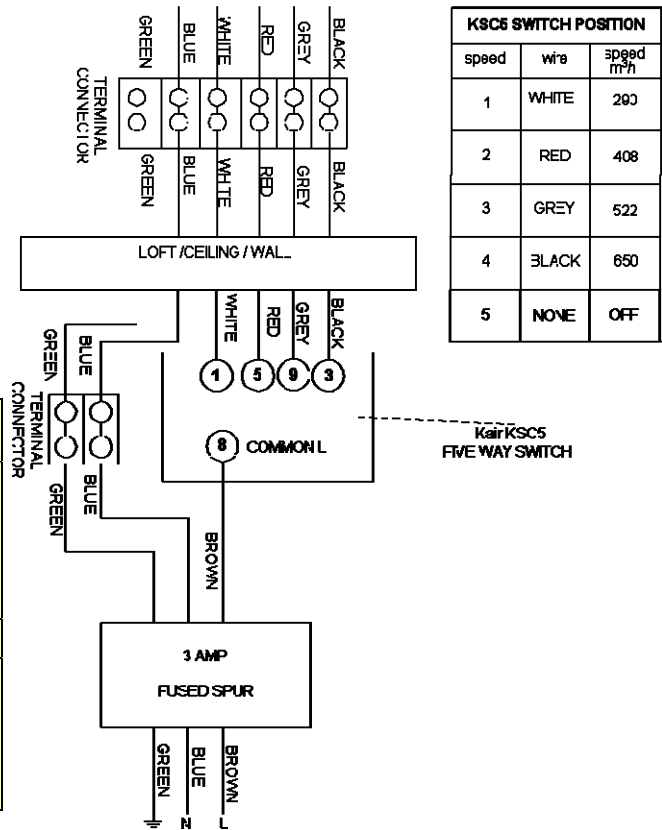 GREEN BLUE WHITE RED GREY BLACK
TERMINAL
CONNECTOR
GREEN BLUE WHITE RED GREY BLACK
LOFT /CEILING / WALL
WHITE RED GREY BLACK
GREEN BLUE
1 5 9 3
TERMINAL
CONNECTOR
8 COMMON L
GREEN BLUE
BROWN
3 AMP
FUSED SPUR
GREEN BLUE BROWN
N L
KSC5 SWITCH POSITION
speed wire speed
m³/h
1 WHITE 290
2 RED 408
3 GREY 522
4 BLACK 650
5 NONE OFF
Kair KSC5
FIVE WAY SWITCH